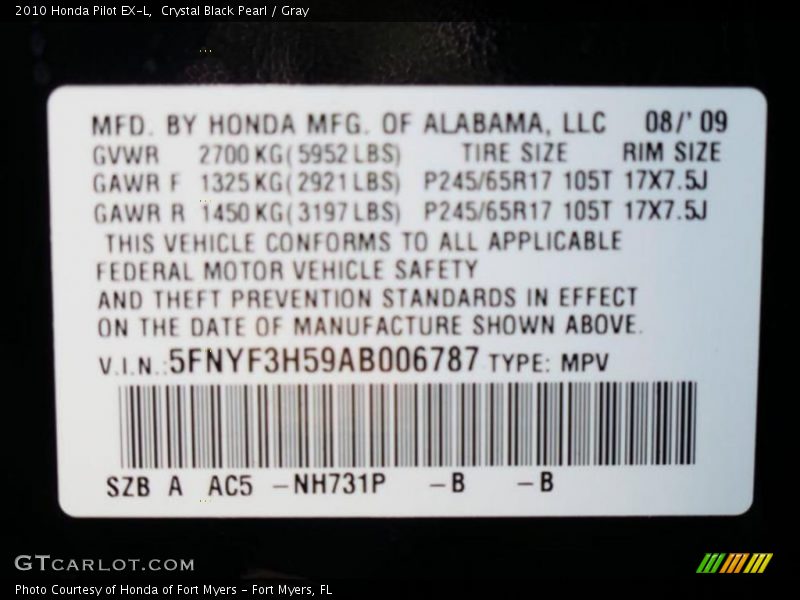 2010 Honda Pilot EX-L, Crystal Black Pearl / Gray
MFD. BY HONDA MFG. OF ALABAMA, LLC 08/'09
GVWR 2700 KG(5952 LBS) TIRE SIZE RIM SIZE
GAWR F 1325 KG(2921 LBS) P245/65R17 105T 17X7.5J
GAWR R 1450 KG(3197 LBS) P245/65R17 105T 17X7.5J
THIS VEHICLE CONFORMS TO ALL APPLICABLE
FEDERAL MOTOR VEHICLE SAFETY
AND THEFT PREVENTION STANDARDS IN EFFECT
ON THE DATE OF MANUFACTURE SHOWN ABOVE.
V.I.N.:5FNYF3H59AB006787 TYPE: MPV
SZB A AC5 -NH731P -B -B
GTCARLOT.COM
Photo Courtesy of Honda of Fort Myers - Fort Myers, FL